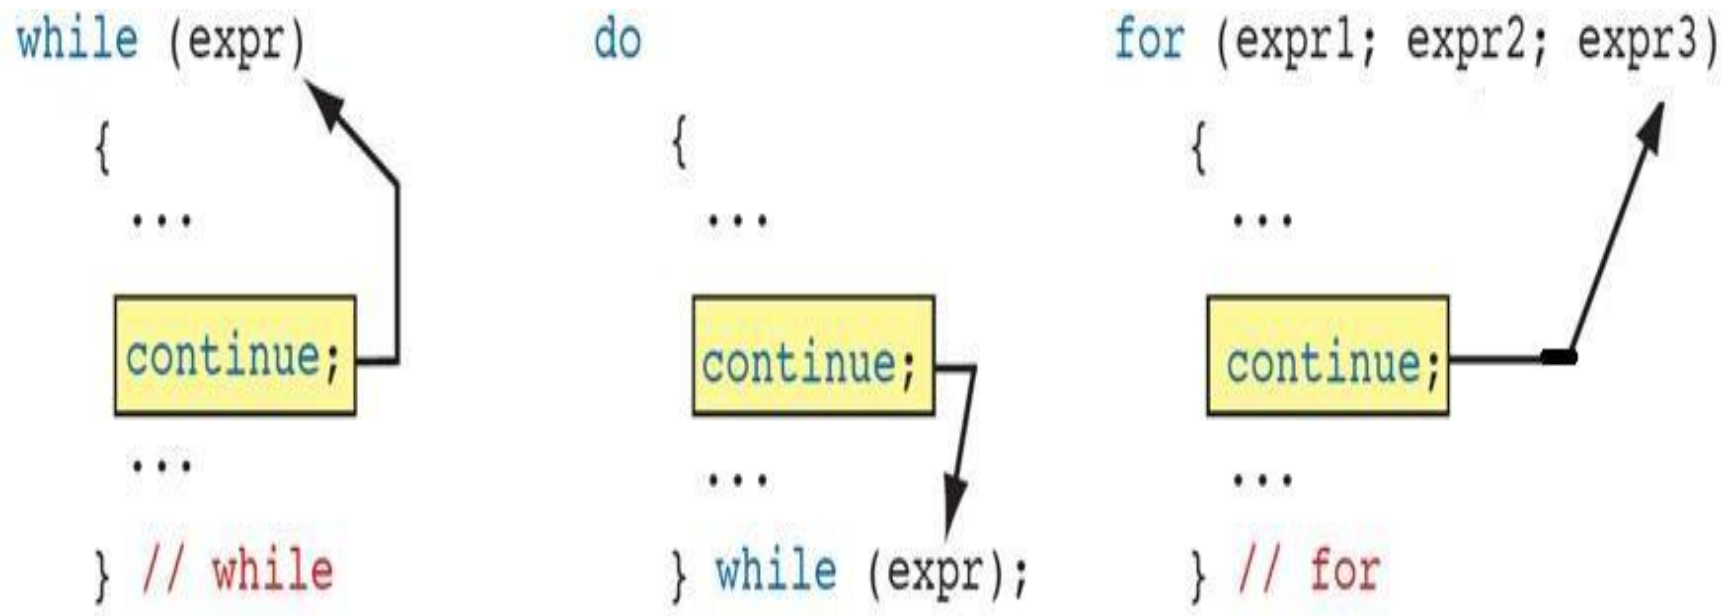 while (expr)
{
...
continue;
...
} // while
do
{
...
continue;
...
} while (expr);
for (expr1; expr2; expr3)
{
...
continue;
...
} // for